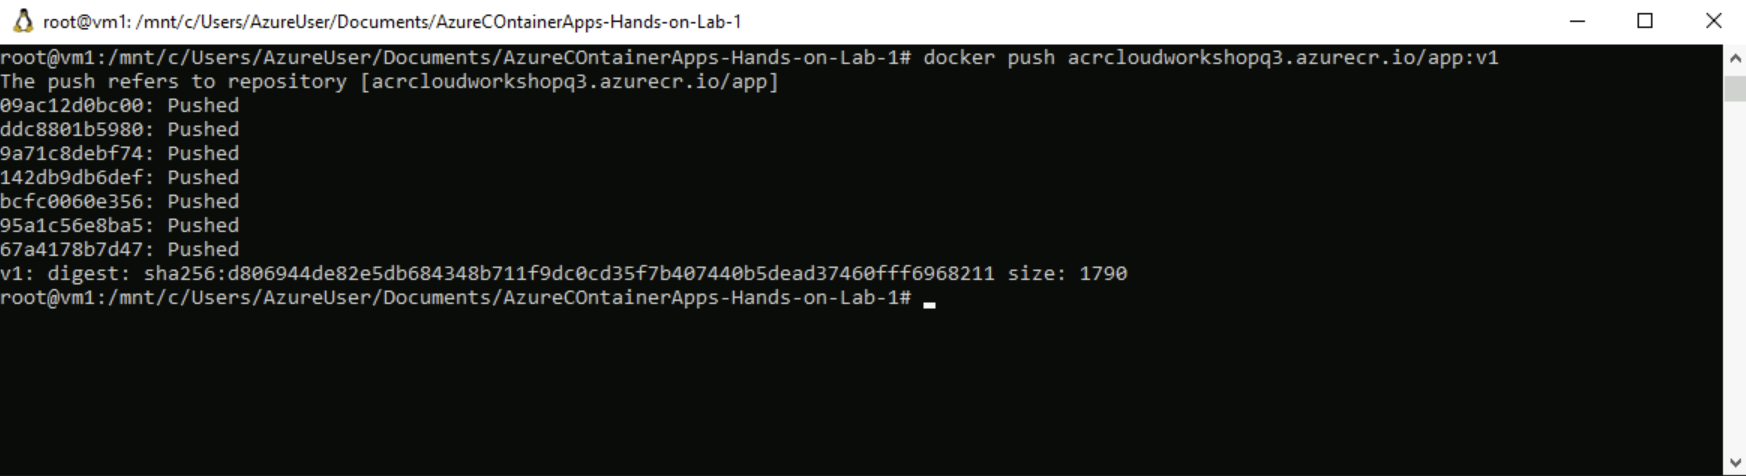 root@vm1: /mnt/c/Users/AzureUser/Documents/AzureCOntainerApps-Hands-on-Lab-1
root@vm1:/mnt/c/Users/AzureUser/Documents/AzureCOntainerApps-Hands-on-Lab-1# docker push acrcloudworkshopq3.azurecr.io/app:v1
The push refers to repository [acrcloudworkshopq3.azurecr.io/app]
09ac12d0bc00: Pushed
ddc8801b5980: Pushed
9a71c8debf74: Pushed
142db9db6def: Pushed
bcfc0060e356: Pushed
95a1c56e8ba5: Pushed
67a4178b7d47: Pushed
v1: digest: sha256:d806944de82e5db684348b711f9dc0cd35f7b407440b5dead37460fff6968211 size: 1790
root@vm1:/mnt/c/Users/AzureUser/Documents/AzureCOntainerApps-Hands-on-Lab-1#